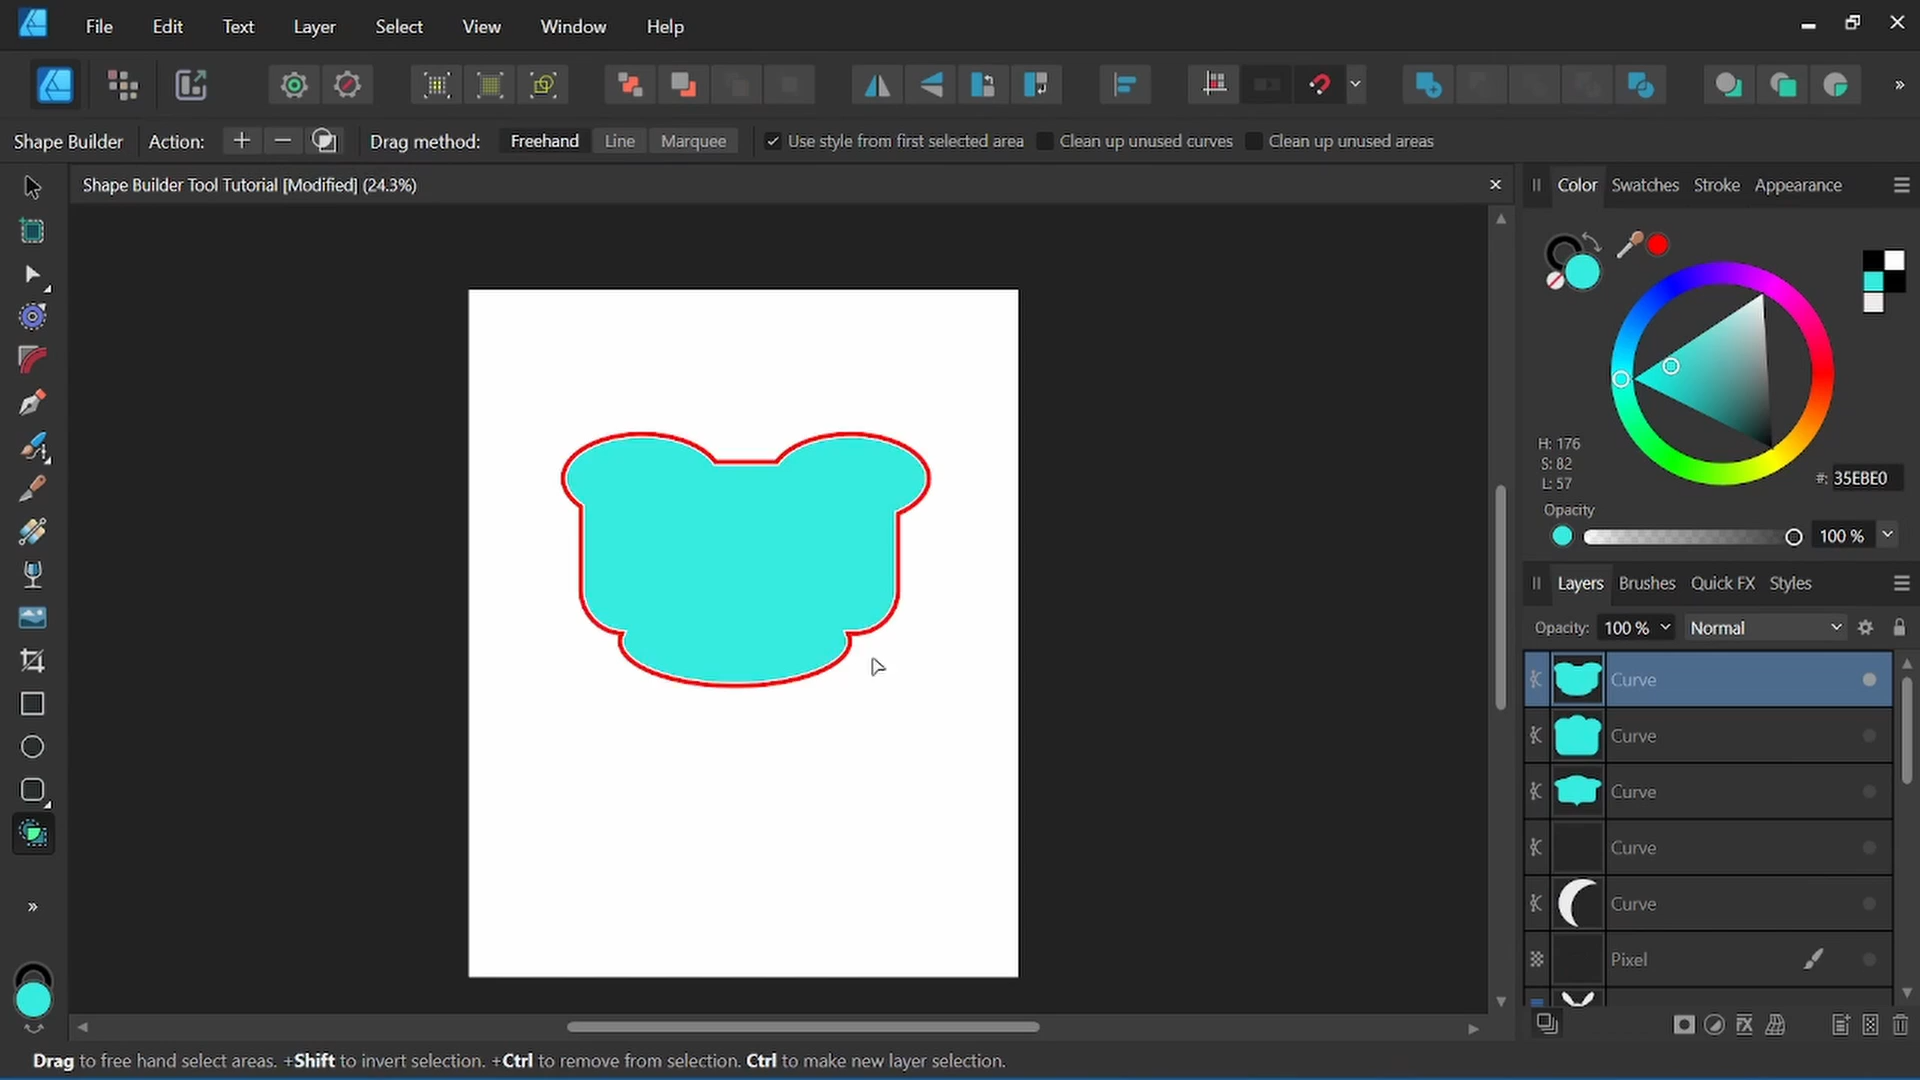 File Edit Text Layer Select View Window Help
Shape Builder Action: Drag method: Freehand Line Marquee Use style from first selected area Clean up unused curves Clean up unused areas
Shape Builder Tool Tutorial [Modified] (24.3%)
Color Swatches Stroke Appearance
H: 176
S: 82
L: 57
#: 35EBE0
Opacity
100 %
Layers Brushes Quick FX Styles
Opacity: 100 % Normal
Curve
Curve
Curve
Curve
Curve
Pixel
Drag to free hand select areas. +Shift to invert selection. +Ctrl to remove from selection. Ctrl to make new layer selection.